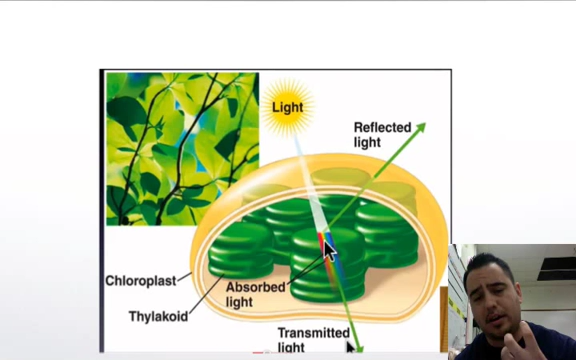 Light
Reflected
light
Chloroplast
Absorbed
light
Thylakoid
Transmitted
light